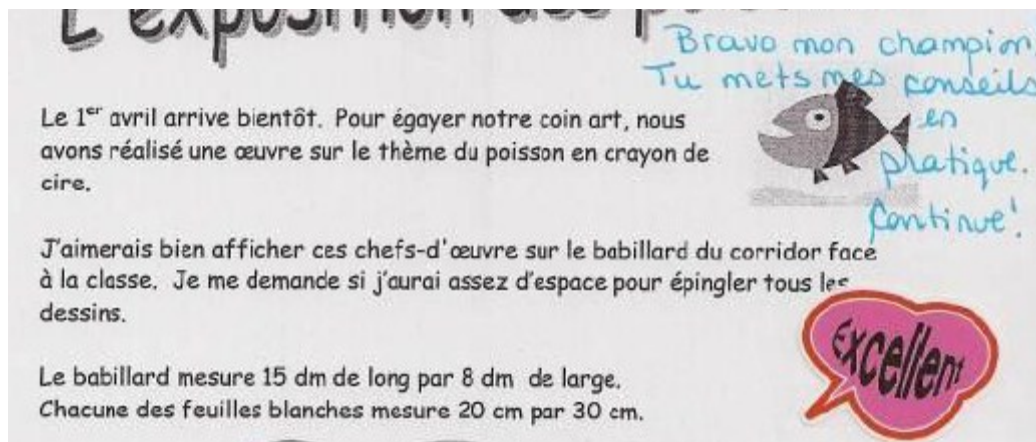 L'exposition des
Bravo mon champion.
Tu mets mes conseils
en
pratique.
Continue!
Le 1er avril arrive bientôt. Pour égayer notre coin art, nous
avons réalisé une œuvre sur le thème du poisson en crayon de
cire.
J'aimerais bien afficher ces chefs-d'œuvre sur le babillard du corridor face
à la classe. Je me demande si j'aurai assez d'espace pour épingler tous les
dessins.
Excellent
Le babillard mesure 15 dm de long par 8 dm de large.
Chacune des feuilles blanches mesure 20 cm par 30 cm.